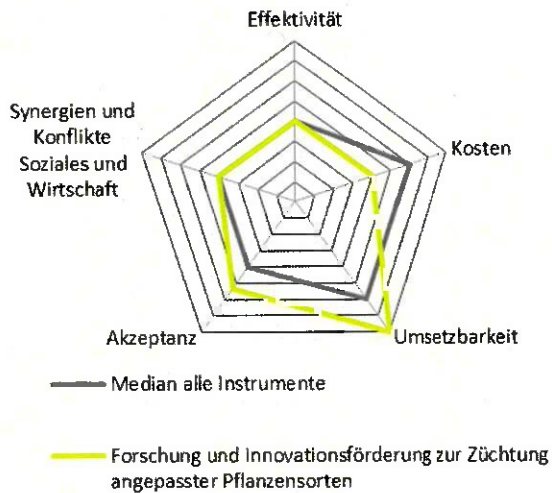 Effektivität
Synergien und
Konflikte
Soziales und
Wirtschaft
Kosten
Akzeptanz
Umsetzbarkeit
Median alle Instrumente
Forschung und Innovationsförderung zur Züchtung
angepasster Pflanzensorten